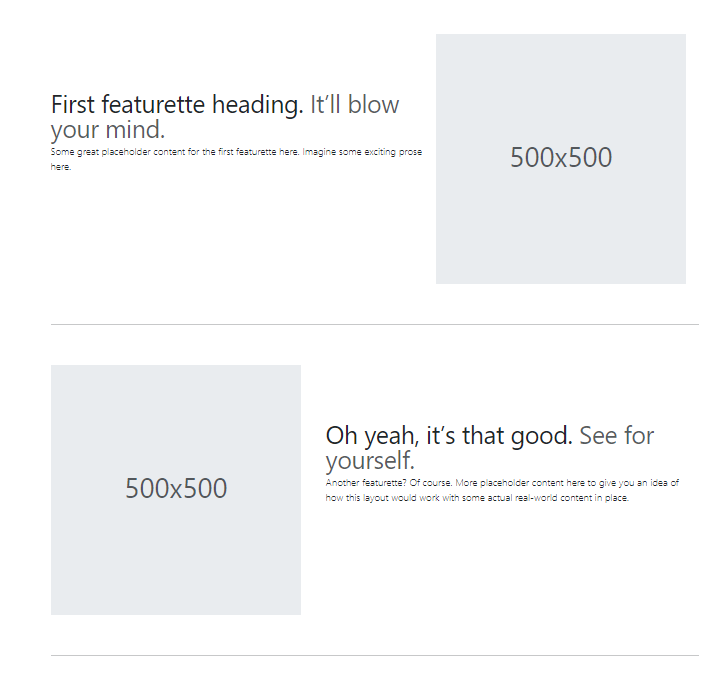 First featurette heading. It’ll blow
your mind.
Some great placeholder content for the first featurette here. Imagine some exciting prose
here.
500x500
500x500
Oh yeah, it’s that good. See for
yourself.
Another featurette? Of course. More placeholder content here to give you an idea of
how this layout would work with some actual real-world content in place.